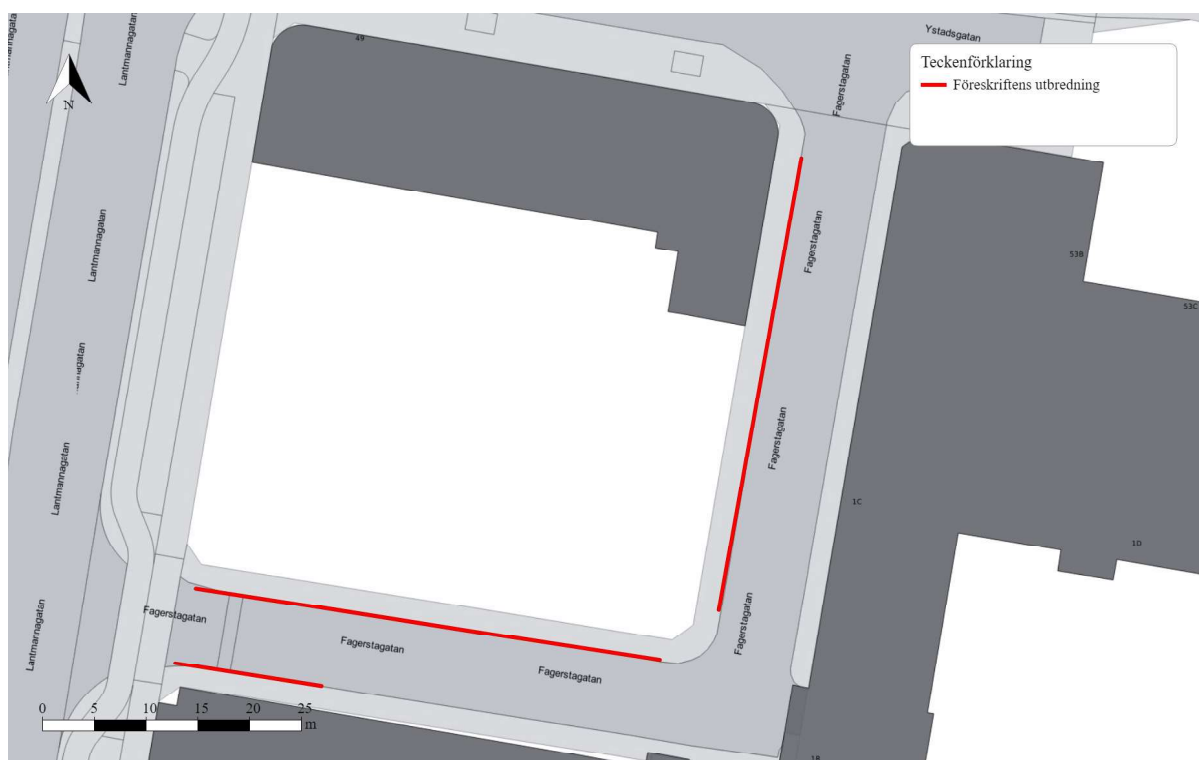 Lantmannagatan
Lantmannagatan
49
Ystadsgatan
Teckenförklaring
Föreskriftens utbredning
N
Fagerstagatan
Lantmannagatan
Fagerstagatan
53B
53C
Fagerstagatan
Lantmannagatan
1C
1D
Fagerstagatan
Lantmannagatan
Fagerstagatan
Fagerstagatan
Fagerstagatan
0 5 10 15 20 25
m
1B